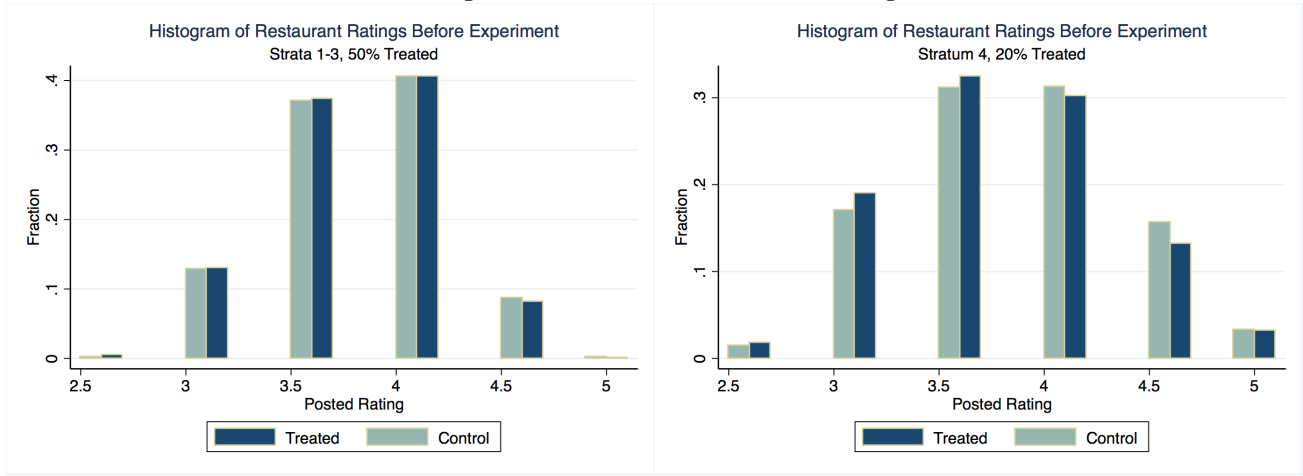 Histogram of Restaurant Ratings Before Experiment
Strata 1-3, 50% Treated
Fraction
.4
.3
.2
.1
0
2.5 3 3.5 4 4.5 5
Posted Rating
Treated Control
Histogram of Restaurant Ratings Before Experiment
Stratum 4, 20% Treated
Fraction
.3
.2
.1
0
2.5 3 3.5 4 4.5 5
Posted Rating
Treated Control